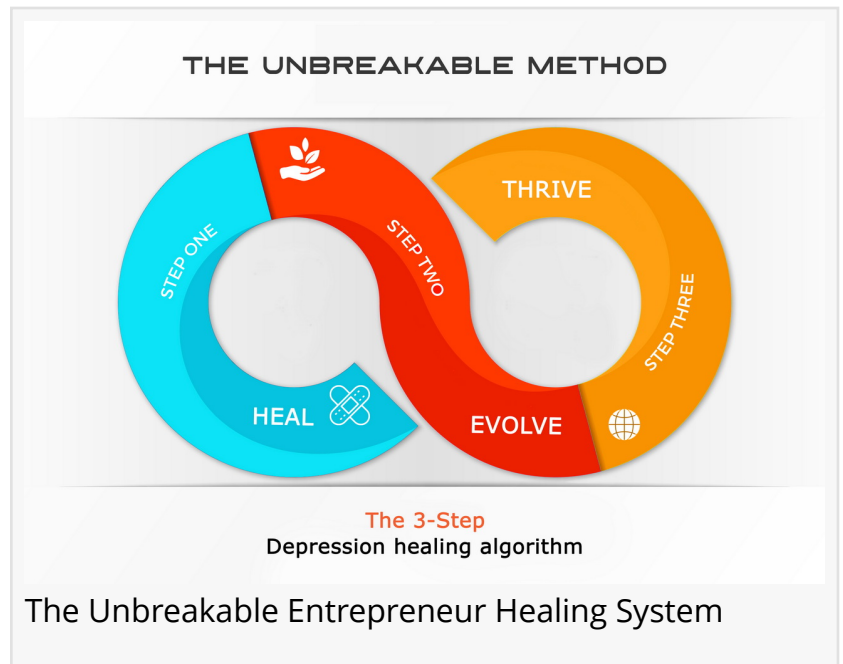 THE UNBREAKABLE METHOD
STEP ONE
HEAL
STEP TWO
EVOLVE
STEP THREE
THRIVE
The 3-Step
Depression healing algorithm
The Unbreakable Entrepreneur Healing System